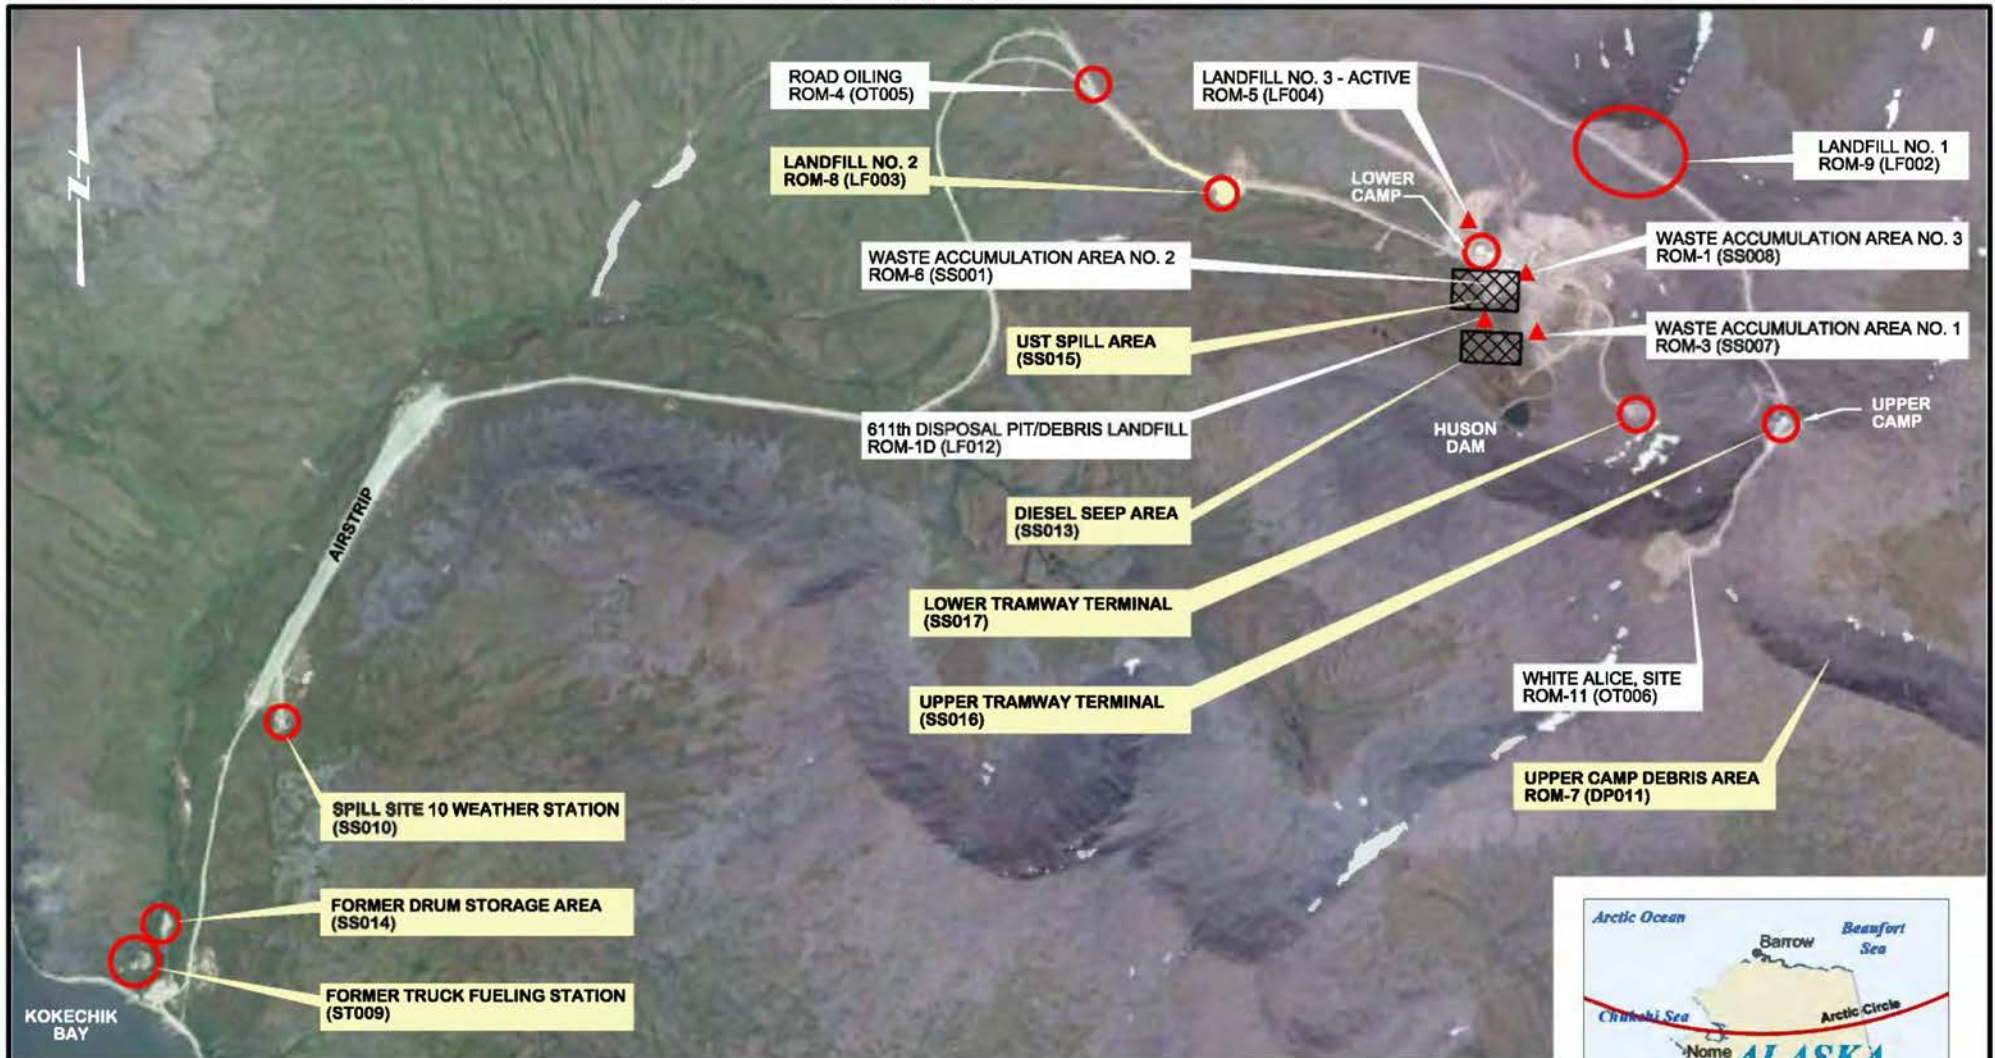 ROAD OILING
ROM-4 (OT005)
LANDFILL NO. 3 - ACTIVE
ROM-5 (LF004)
LANDFILL NO. 1
ROM-9 (LF002)
LANDFILL NO. 2
ROM-8 (LF003)
LOWER
CAMP
N
WASTE ACCUMULATION AREA NO. 2
ROM-6 (SS001)
WASTE ACCUMULATION AREA NO. 3
ROM-1 (SS008)
UST SPILL AREA
(SS015)
WASTE ACCUMULATION AREA NO. 1
ROM-3 (SS007)
611th DISPOSAL PIT/DEBRIS LANDFILL
ROM-1D (LF012)
HUSON
DAM
UPPER
CAMP
AIRSTRIP
DIESEL SEEP AREA
(SS013)
LOWER TRAMWAY TERMINAL
(SS017)
UPPER TRAMWAY TERMINAL
(SS016)
WHITE ALICE, SITE
ROM-11 (OT006)
UPPER CAMP DEBRIS AREA
ROM-7 (DP011)
SPILL SITE 10 WEATHER STATION
(SS010)
FORMER DRUM STORAGE AREA
(SS014)
FORMER TRUCK FUELING STATION
(ST009)
KOKECHIK
BAY
Arctic Ocean
Beaufort
Sea
Barrow
Chukchi Sea
Arctic Circle
Nome
ALASKA